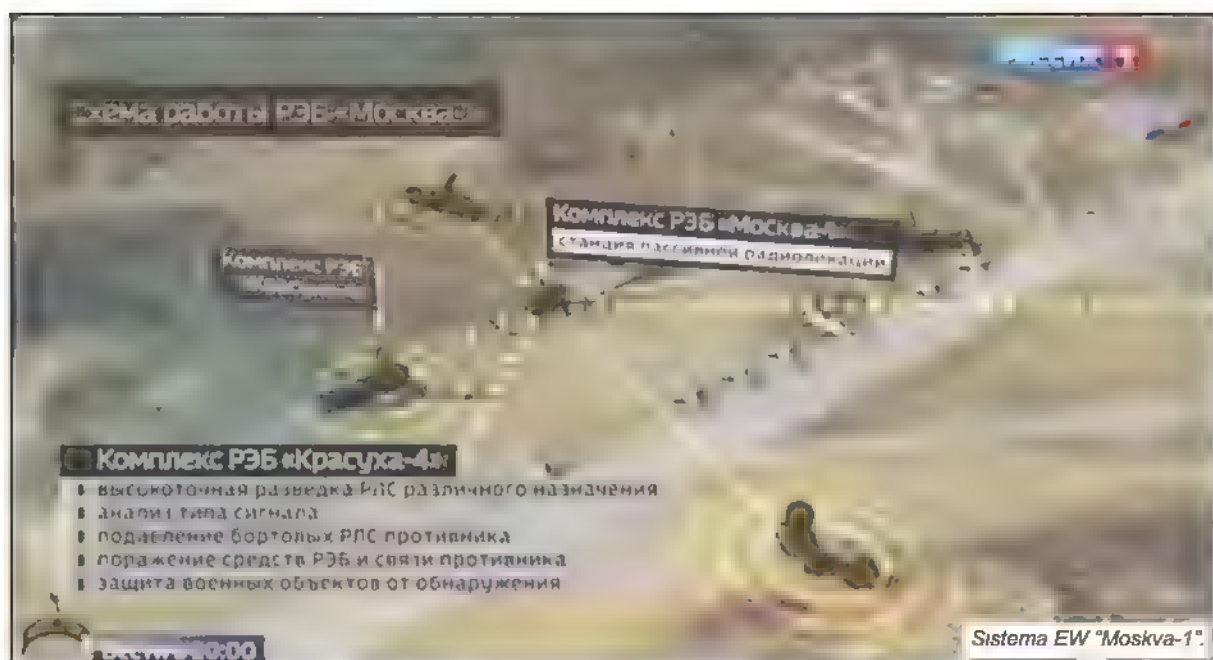 схема работы РЭБ «Москва»
Комплекс РЭБ «Москва-1»
станция пассивной радиолокации
Комплекс РЭБ
Комплекс РЭБ «Красуха-4»
высокоточная разведка РЛС различного назначения
анализ типа сигнала
подавление бортовых РЛС противника
поражение средств РЭБ и связи противника
защита военных объектов от обнаружения
Sistema EW "Moskva-1".